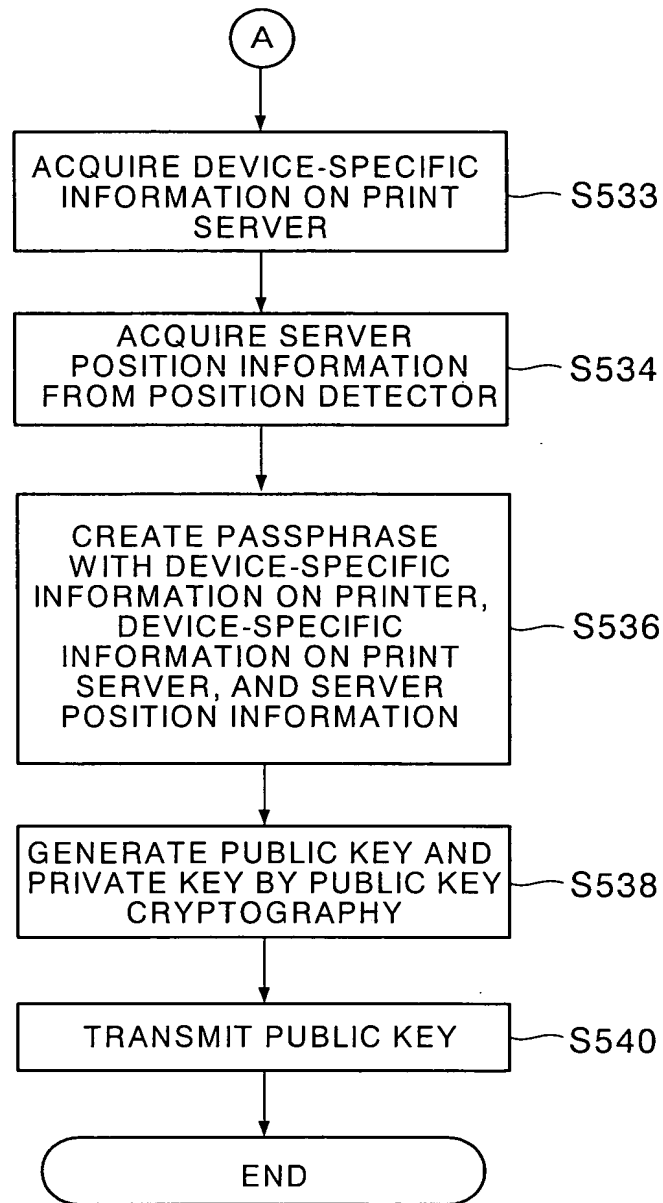 A
ACQUIRE DEVICE-SPECIFIC
INFORMATION ON PRINT
SERVER
S533
ACQUIRE SERVER
POSITION INFORMATION
FROM POSITION DETECTOR
S534
CREATE PASSPHRASE
WITH DEVICE-SPECIFIC
INFORMATION ON PRINTER,
DEVICE-SPECIFIC
INFORMATION ON PRINT
SERVER, AND SERVER
POSITION INFORMATION
S536
GENERATE PUBLIC KEY AND
PRIVATE KEY BY PUBLIC KEY
CRYPTOGRAPHY
S538
TRANSMIT PUBLIC KEY
S540
END